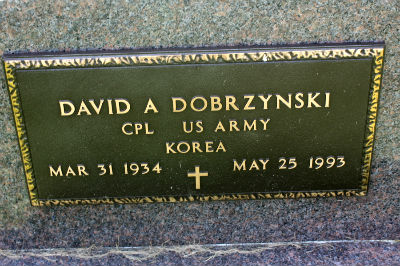 DAVID A DOBRZYNSKI
CPL US ARMY
KOREA
MAR 31 1934 MAY 25 1993